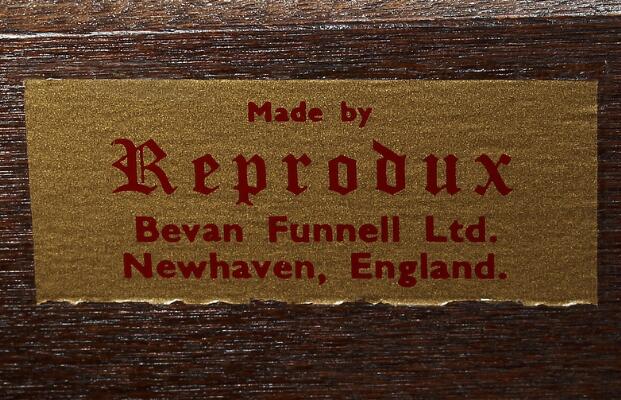 Made by
Reprodux
Bevan Funnell Ltd.
Newhaven, England.